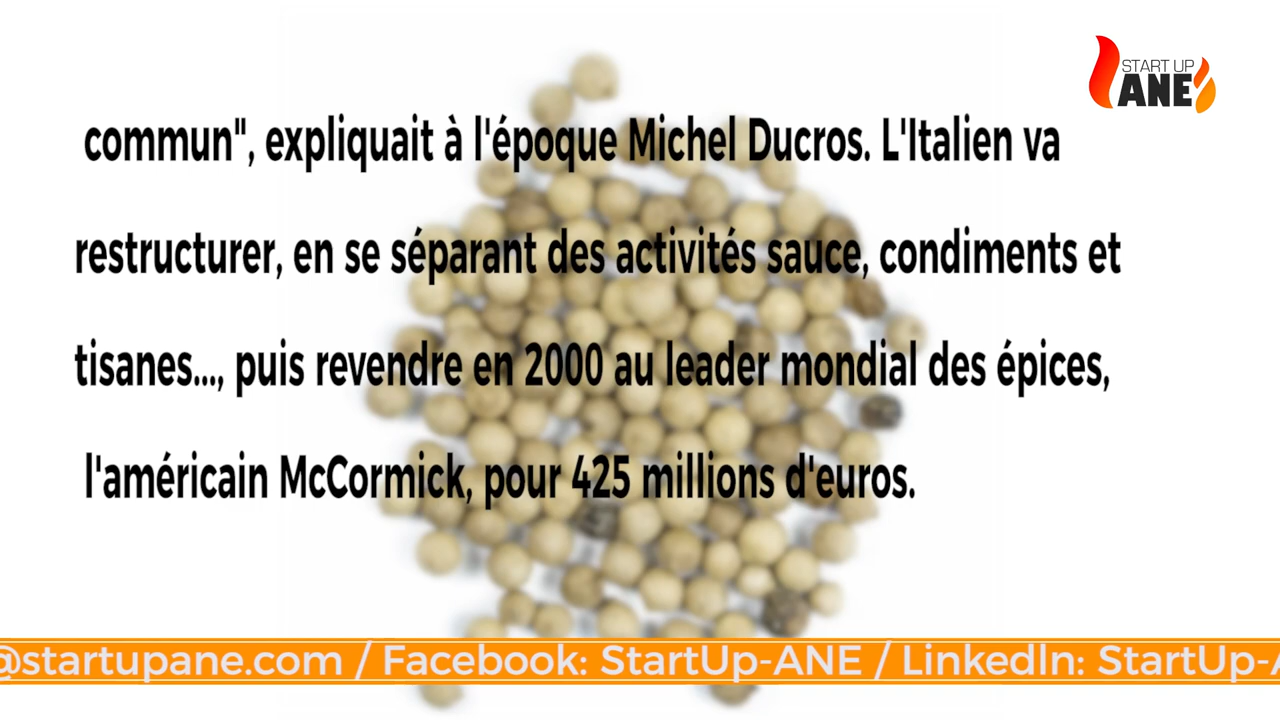 START UP
ANE
commun", expliquait à l'époque Michel Ducros. L'Italien va
restructurer, en se séparant des activités sauce, condiments et
tisanes..., puis revendre en 2000 au leader mondial des épices,
l'américain McCormick, pour 425 millions d'euros.
@startupane.com / Facebook: StartUp-ANE / LinkedIn: StartUp-A